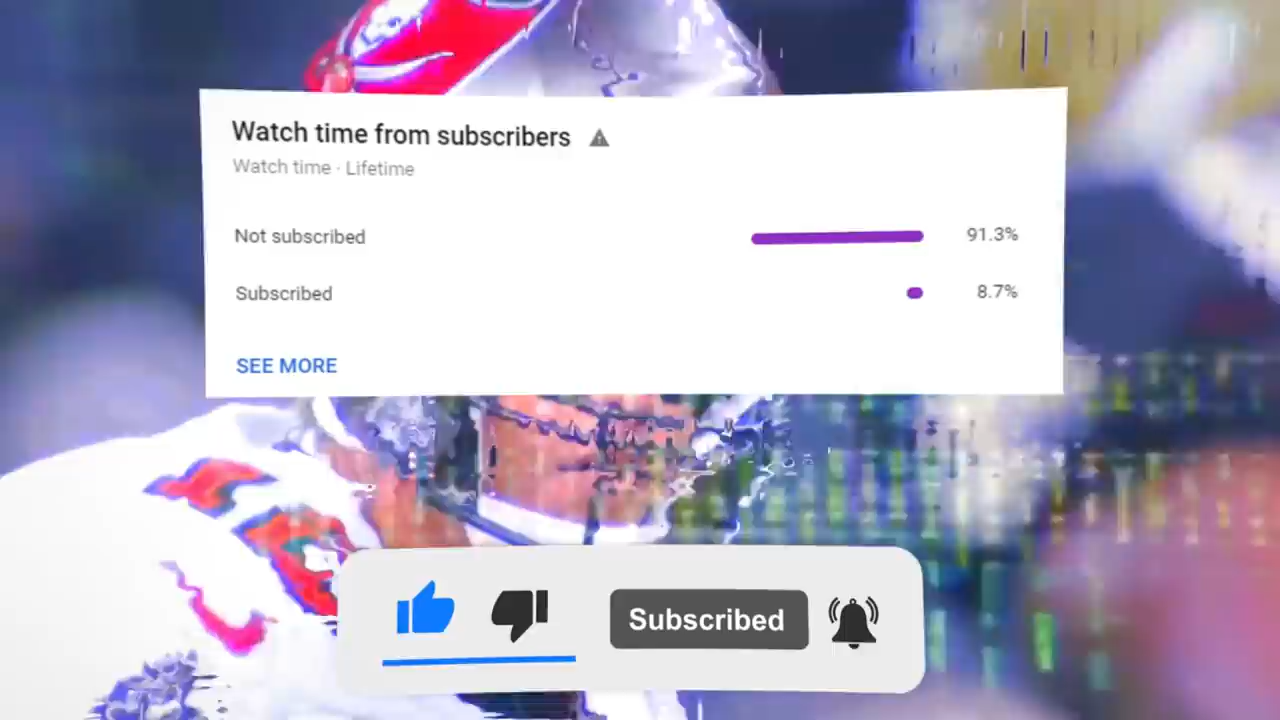 Watch time from subscribers
Watch time · Lifetime
Not subscribed 91.3%
Subscribed 8.7%
SEE MORE
Subscribed